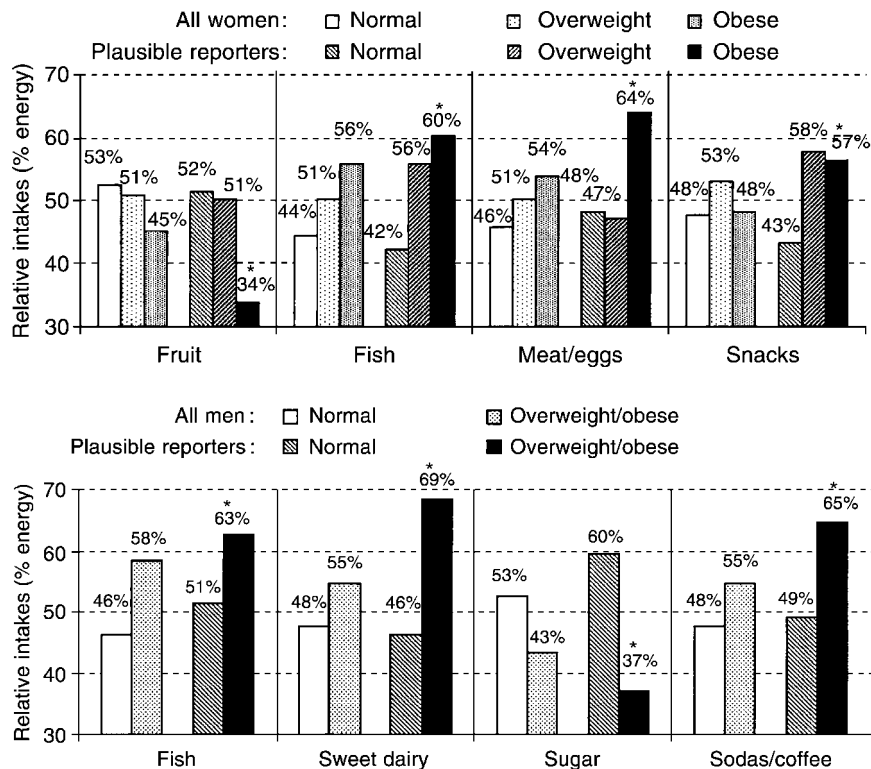 All women: Normal Overweight Obese
Plausible reporters: Normal Overweight Obese
Relative intakes (% energy)
70
60
50
40
30
53% 51% 45% 52% 51% * 34%
44% 51% 56% 42% 56% * 60%
46% 51% 54% 48% 47% * 64%
48% 53% 48% 43% 58% * 57%
Fruit Fish Meat/eggs Snacks
All men: Normal Overweight/obese
Plausible reporters: Normal Overweight/obese
Relative intakes (% energy)
70
60
50
40
30
46% 58% 51% * 63%
48% 55% 46% * 69%
53% 43% 60% * 37%
48% 55% 49% * 65%
Fish Sweet dairy Sugar Sodas/coffee